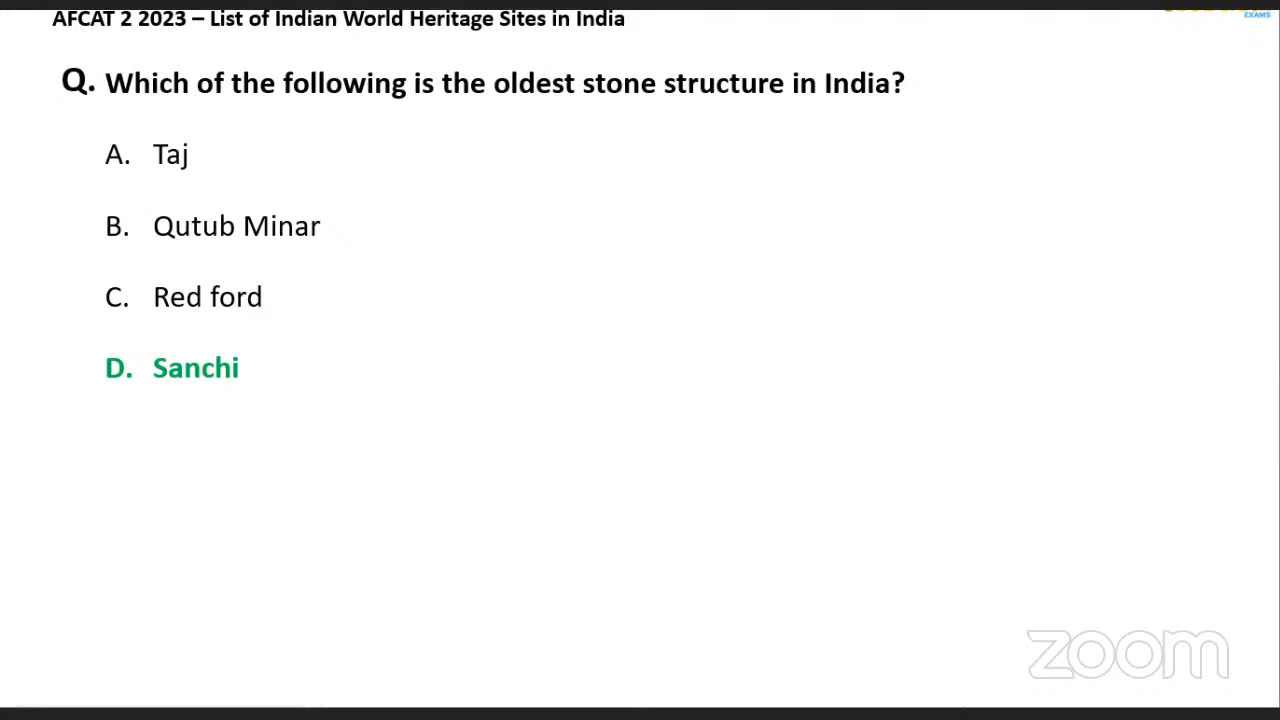 AFCAT 2 2023 – List of Indian World Heritage Sites in India
EXAMS
Q. Which of the following is the oldest stone structure in India?
A. Taj
B. Qutub Minar
C. Red ford
D. Sanchi
zoom